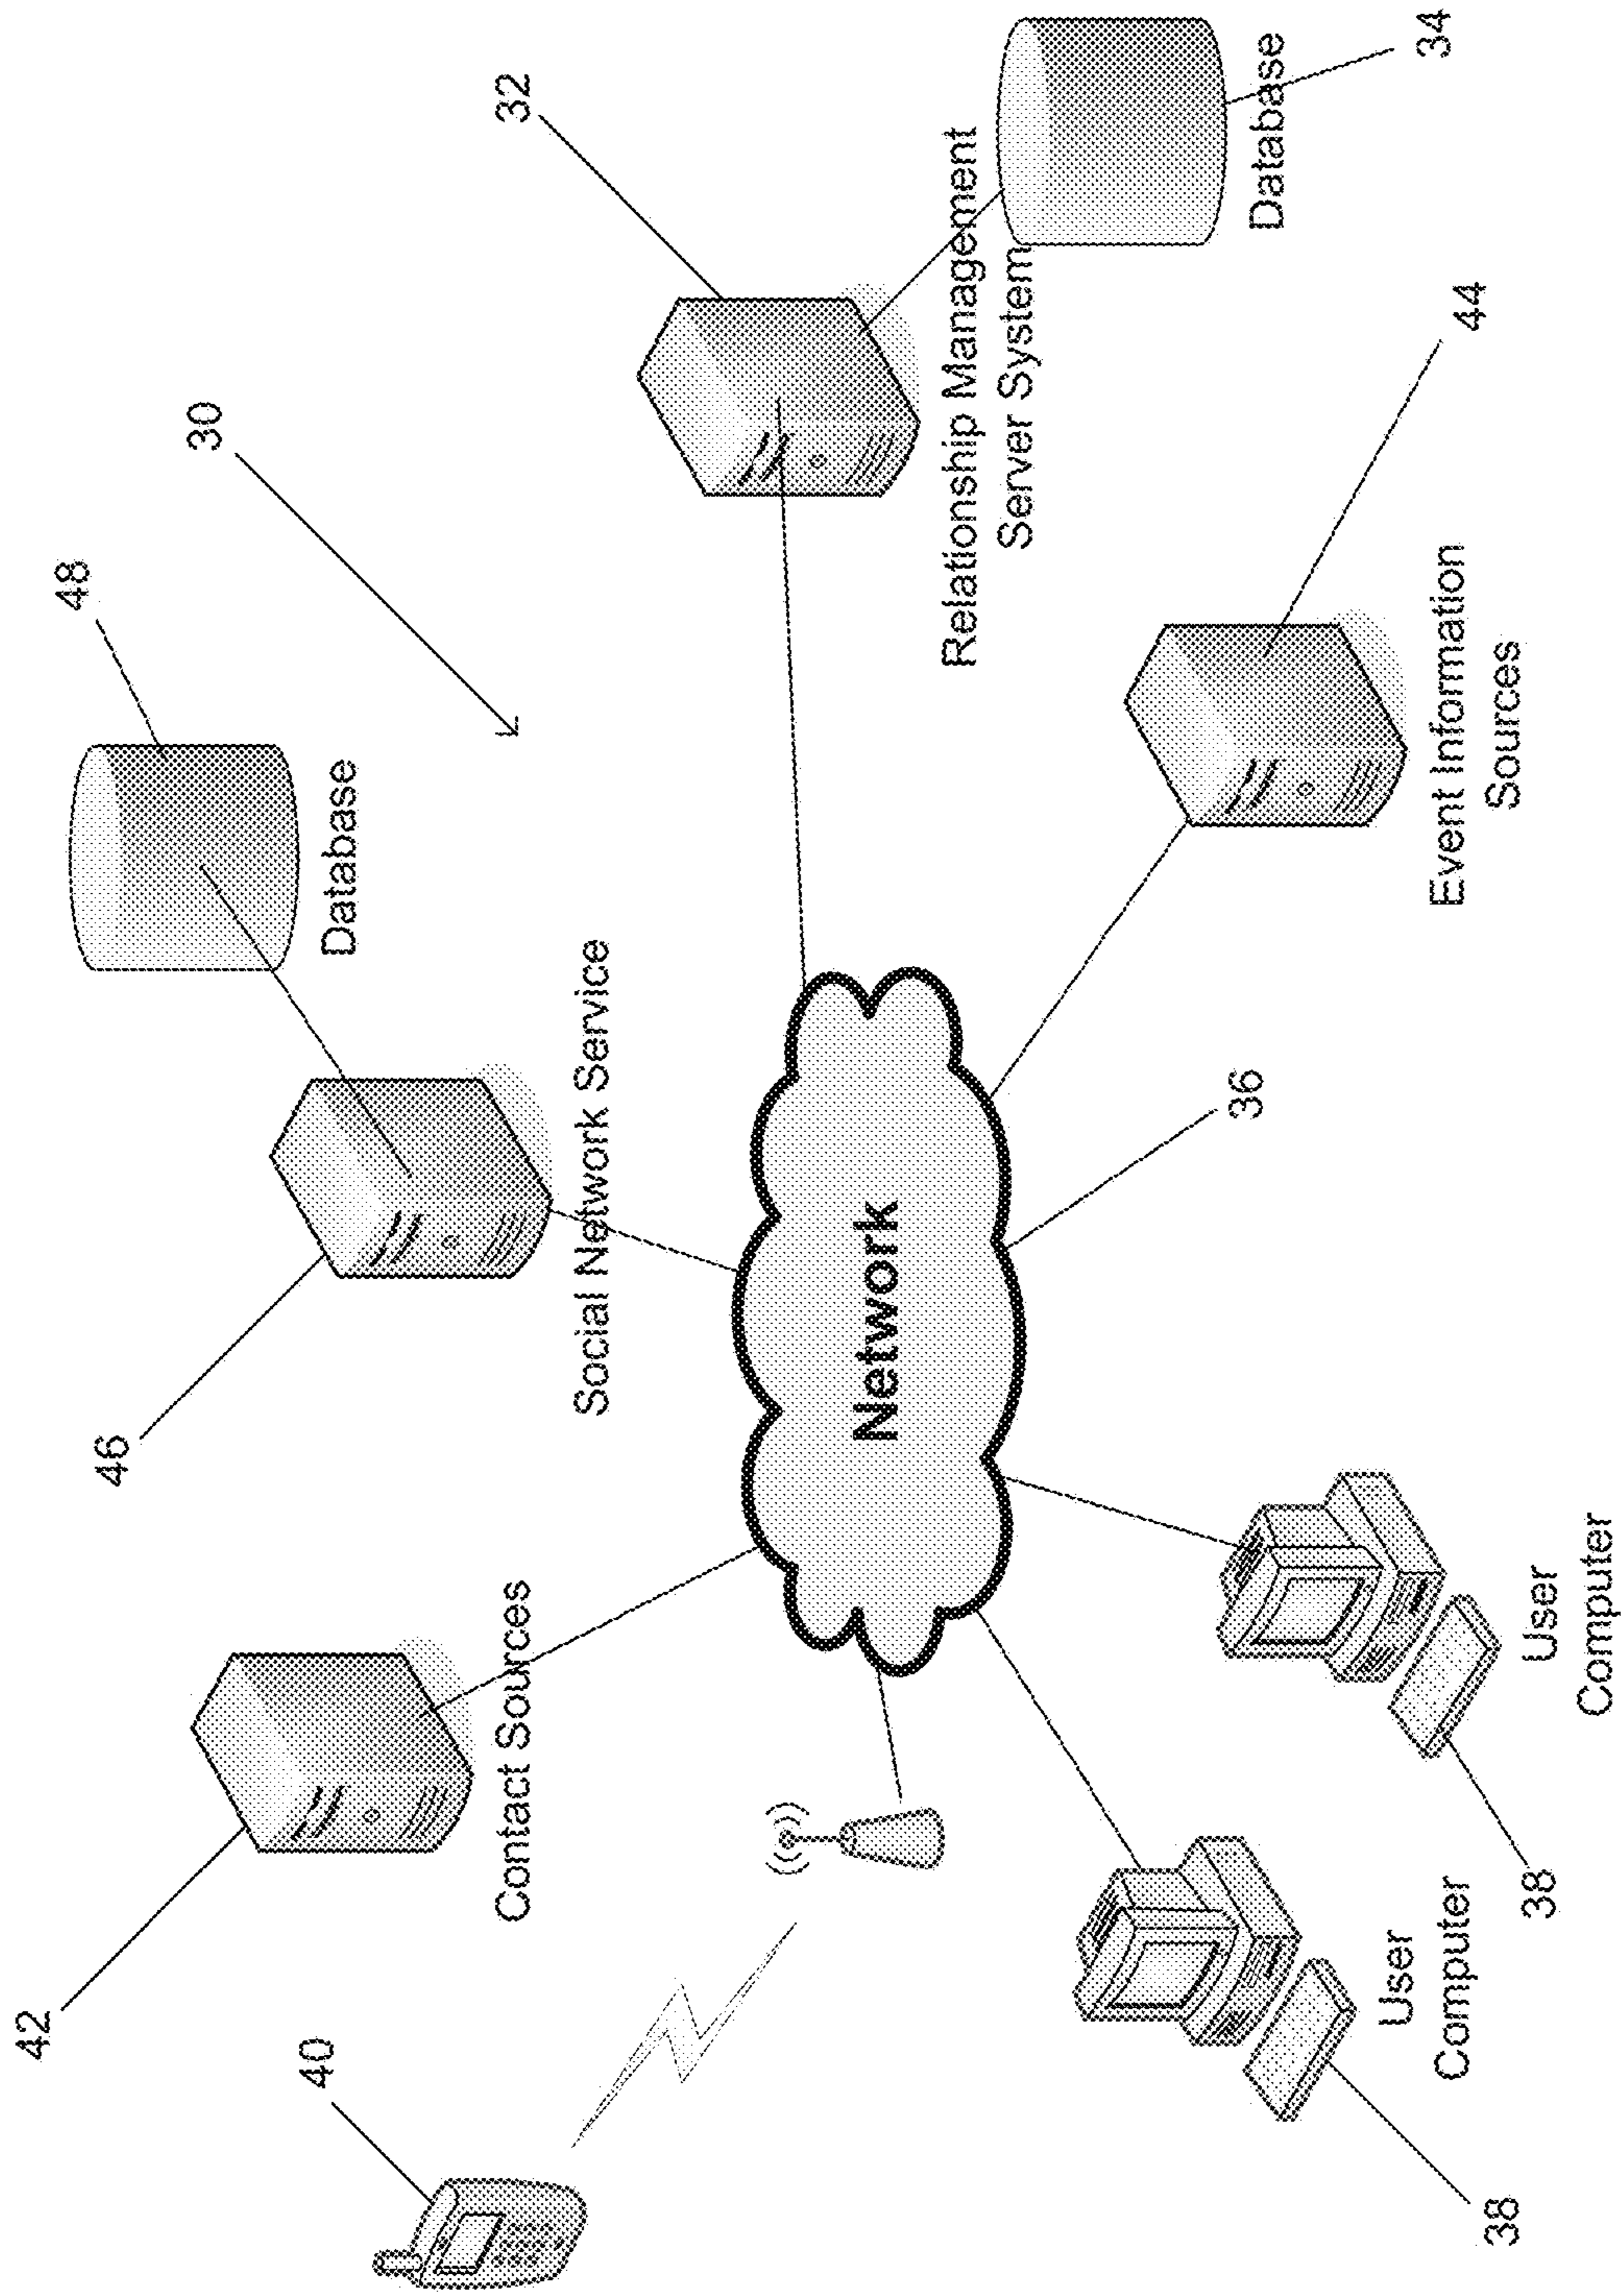 42
48
46
30
40
Database
Contact Sources
32
Social Network Service
Network
Relationship Management
Server System
36
Database
34
User
Computer
38
44
Event Information
Sources
User
Computer
38